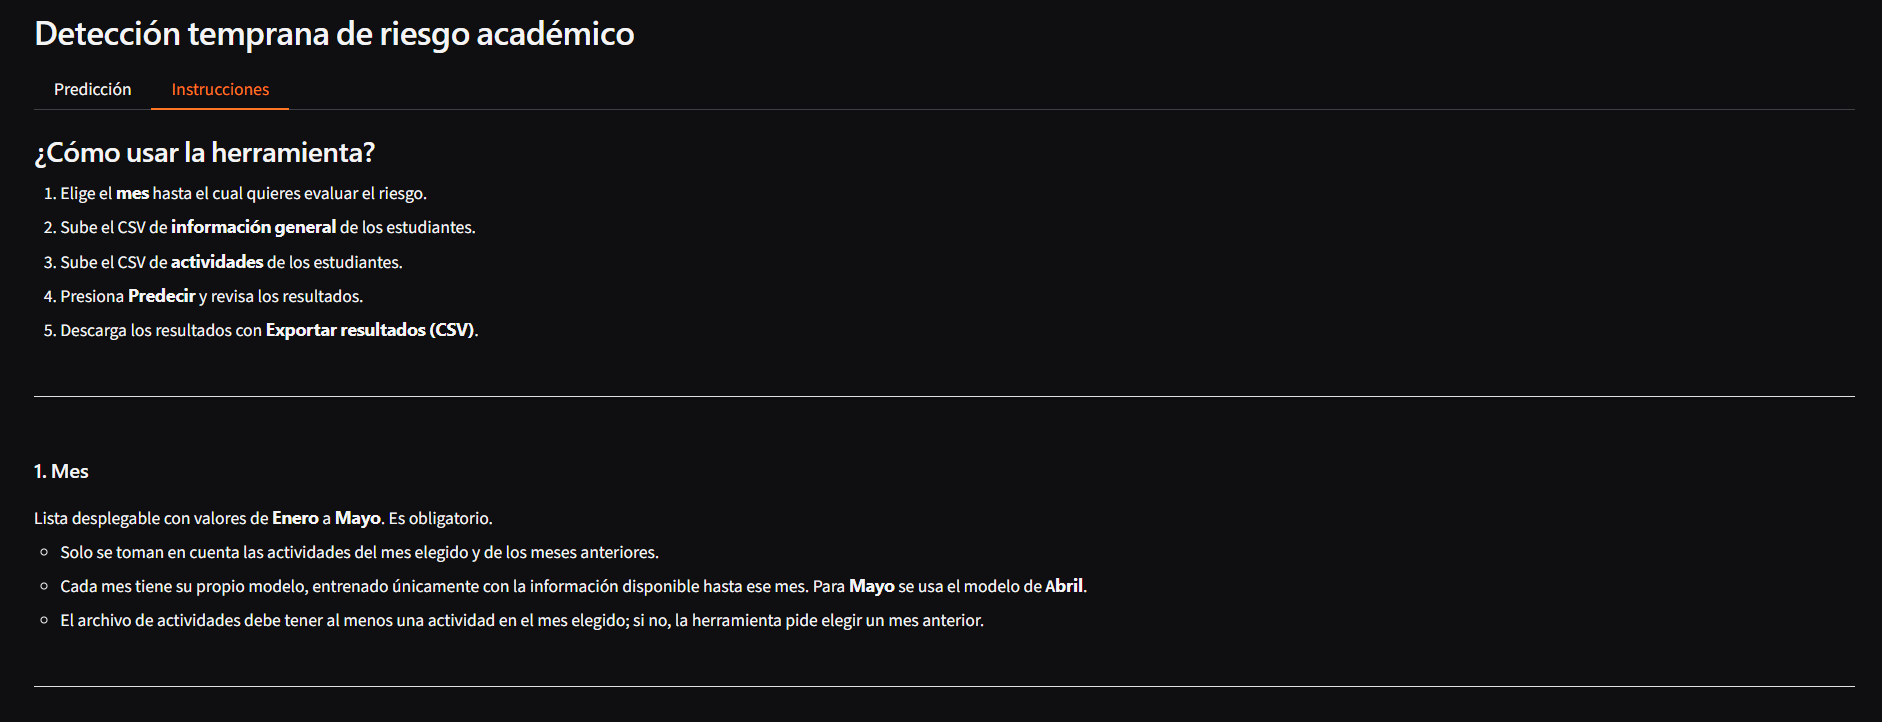 Detección temprana de riesgo académico
Predicción
Instrucciones
¿Cómo usar la herramienta?
1. Elige el mes hasta el cual quieres evaluar el riesgo.
2. Sube el CSV de información general de los estudiantes.
3. Sube el CSV de actividades de los estudiantes.
4. Presiona Predecir y revisa los resultados.
5. Descarga los resultados con Exportar resultados (CSV).
1. Mes
Lista desplegable con valores de Enero a Mayo. Es obligatorio.
Solo se toman en cuenta las actividades del mes elegido y de los meses anteriores.
Cada mes tiene su propio modelo, entrenado únicamente con la información disponible hasta ese mes. Para Mayo se usa el modelo de Abril.
El archivo de actividades debe tener al menos una actividad en el mes elegido; si no, la herramienta pide elegir un mes anterior.